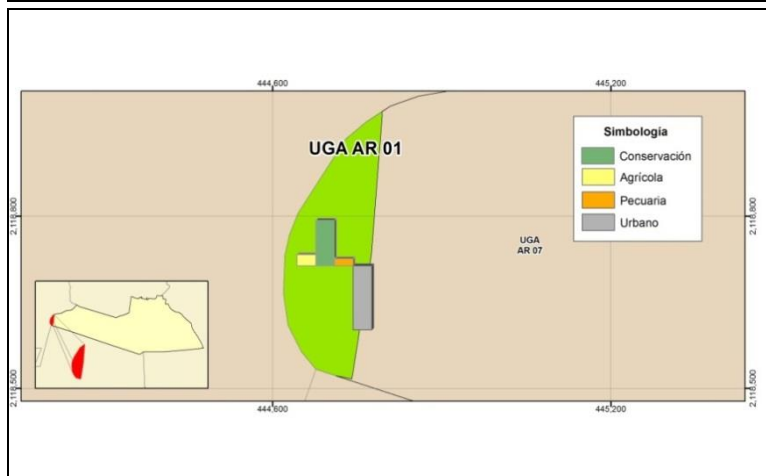 444,600 445,200
UGA AR 01
Simbología
Conservación
Agrícola
Pecuaria
Urbano
2,118,800 2,118,800
UGA
AR 07
2,118,500 2,118,500
444,600 445,200